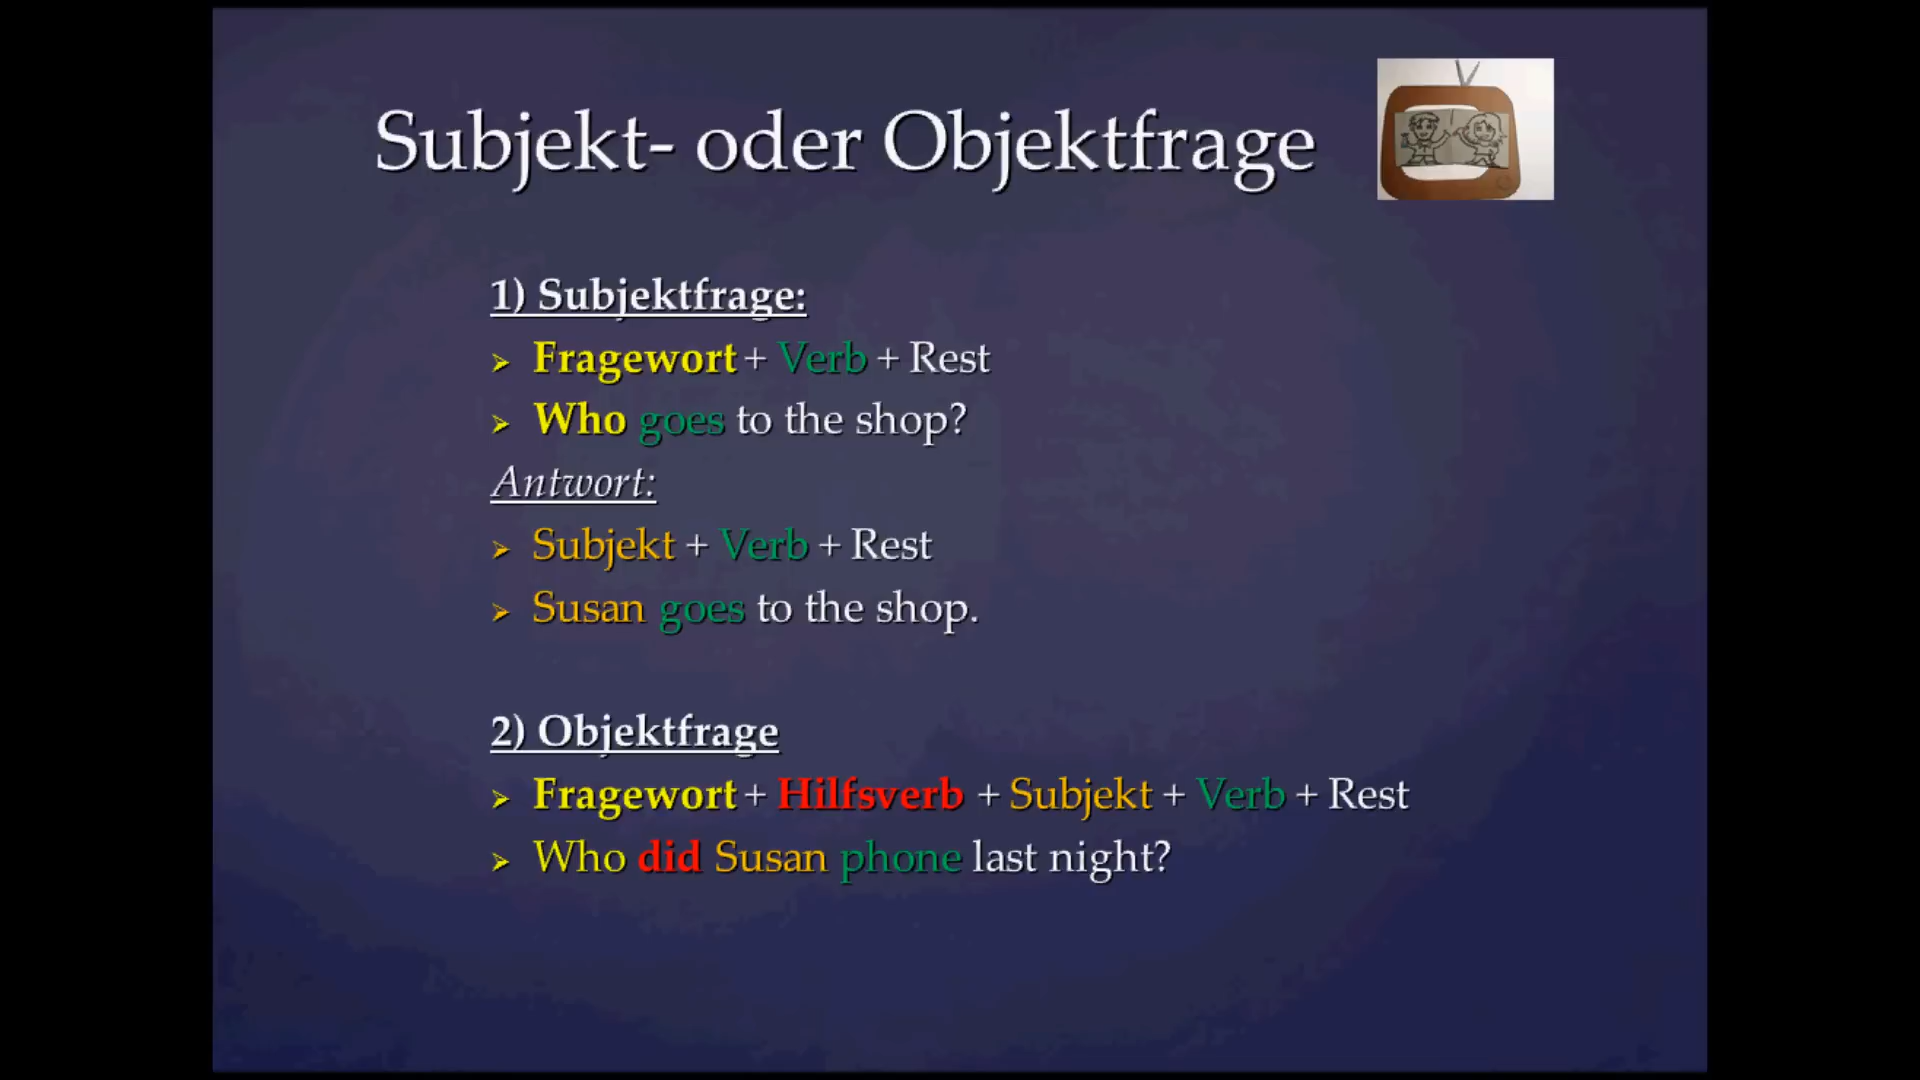 Subjekt- oder Objektfrage
1) Subjektfrage:
Fragewort + Verb + Rest
Who goes to the shop?
Antwort:
Subjekt + Verb + Rest
Susan goes to the shop.
2) Objektfrage
Fragewort + Hilfsverb + Subjekt + Verb + Rest
Who did Susan phone last night?